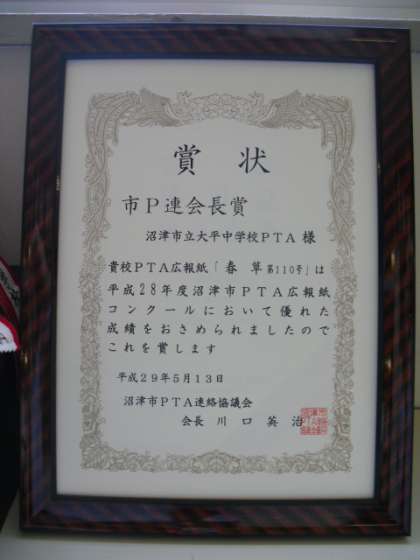 賞状
市P連会長賞
沼津市立大平中学校PTA 様
貴校PTA広報紙「春草 第110号」は
平成28年度沼津市PTA広報紙
コンクールにおいて優れた
成績をおさめられましたので
これを賞します
平成29年5月13日
沼津市PTA連絡協議会
会長 川口英治